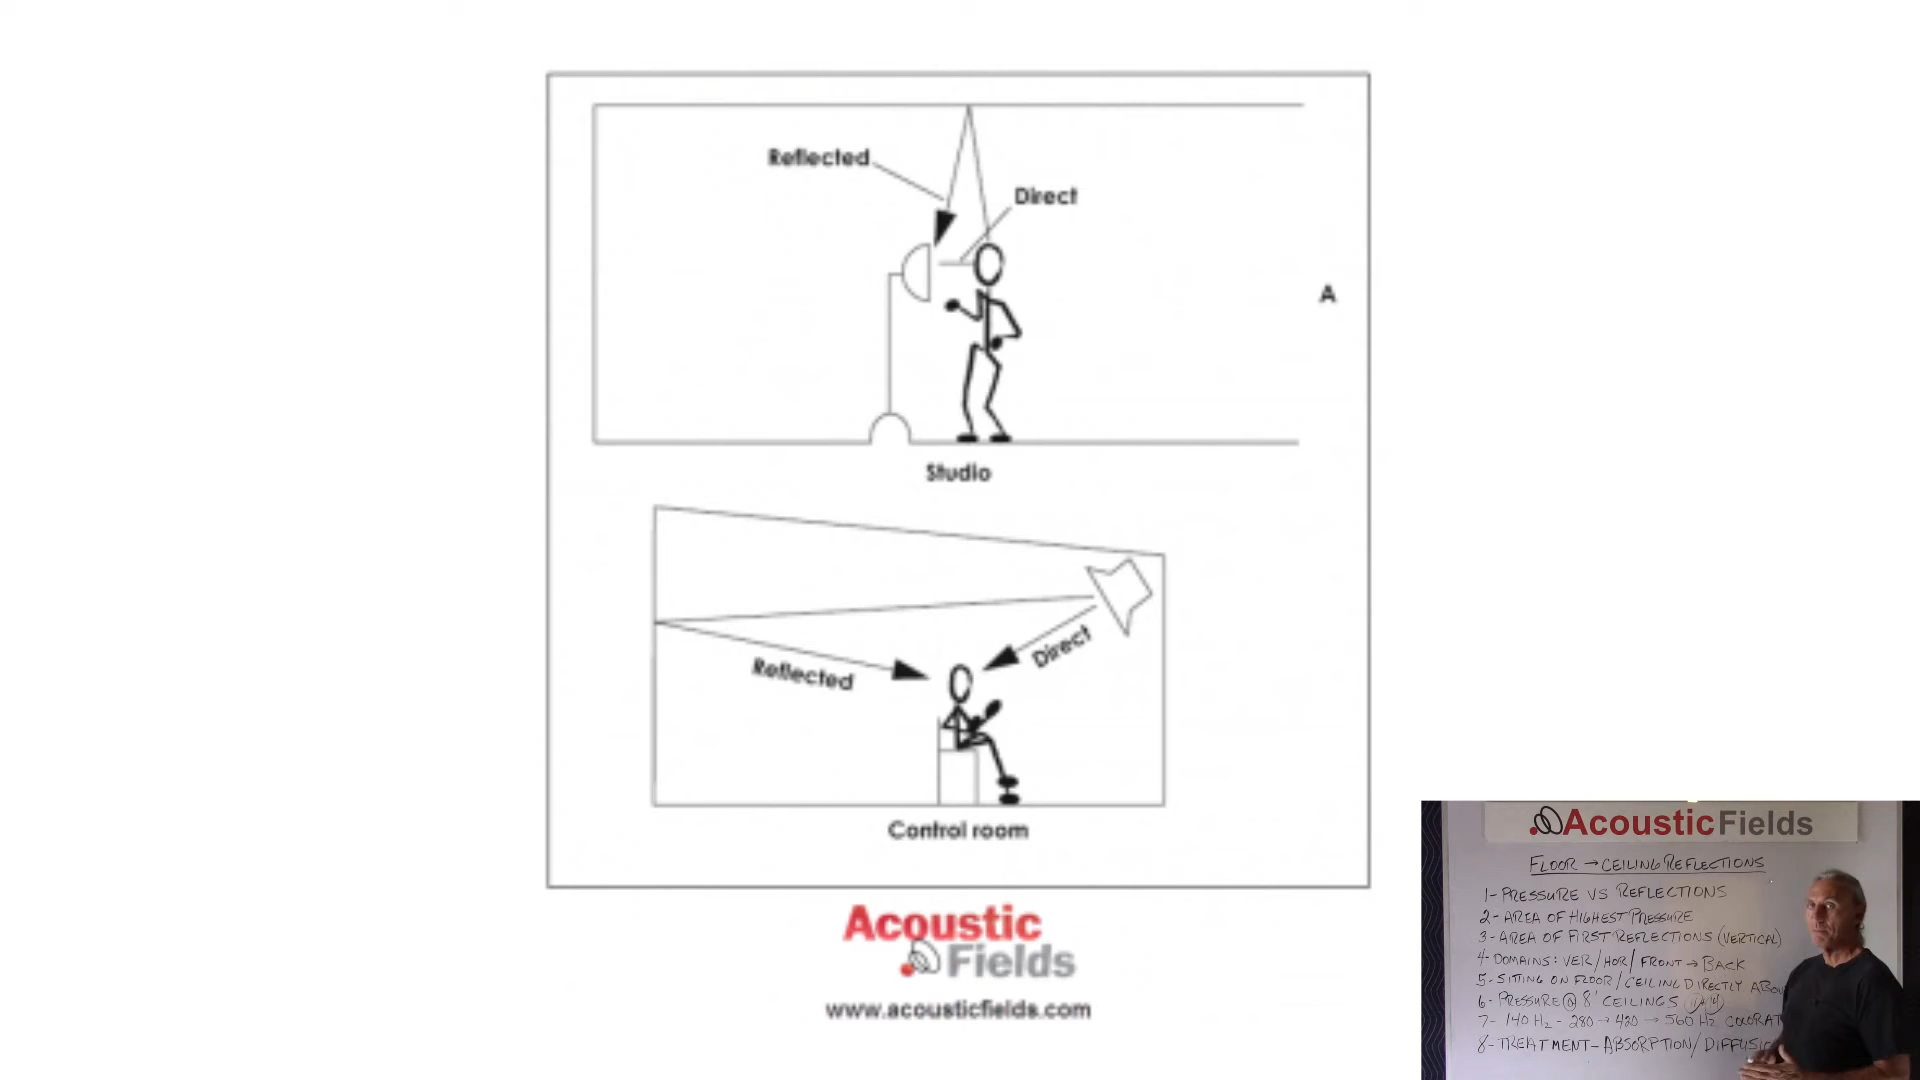 Reflected
Direct
A
Studio
Direct
Reflected
Control room
Acoustic
Fields
www.acousticfields.com
AcousticFields
FLOOR → CEILING REFLECTIONS
1- PRESSURE VS REFLECTIONS
2- AREA OF HIGHEST PRESSURE
3- AREA OF FIRST REFLECTIONS (VERTICAL)
4- DOMAINS: VER/HOR/FRONT → BACK
5- SITTING ON FLOOR/CEILING DIRECTLY ABOV
6- PRESSURE @ 8' CEILINGS
7- 140 Hz - 280 → 420 → 560 Hz COLORAT
8- TREATMENT- ABSORPTION/DIFFUSIO